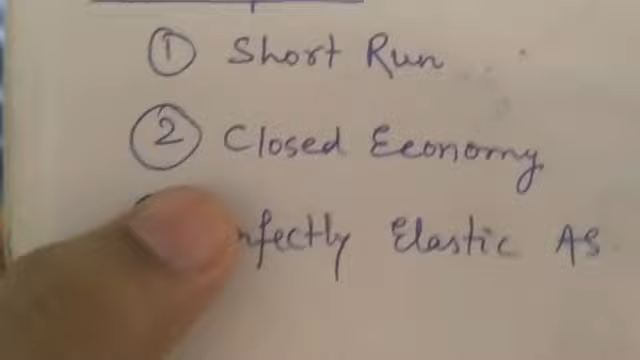 ① Short Run
② Closed Economy
Elastic AS